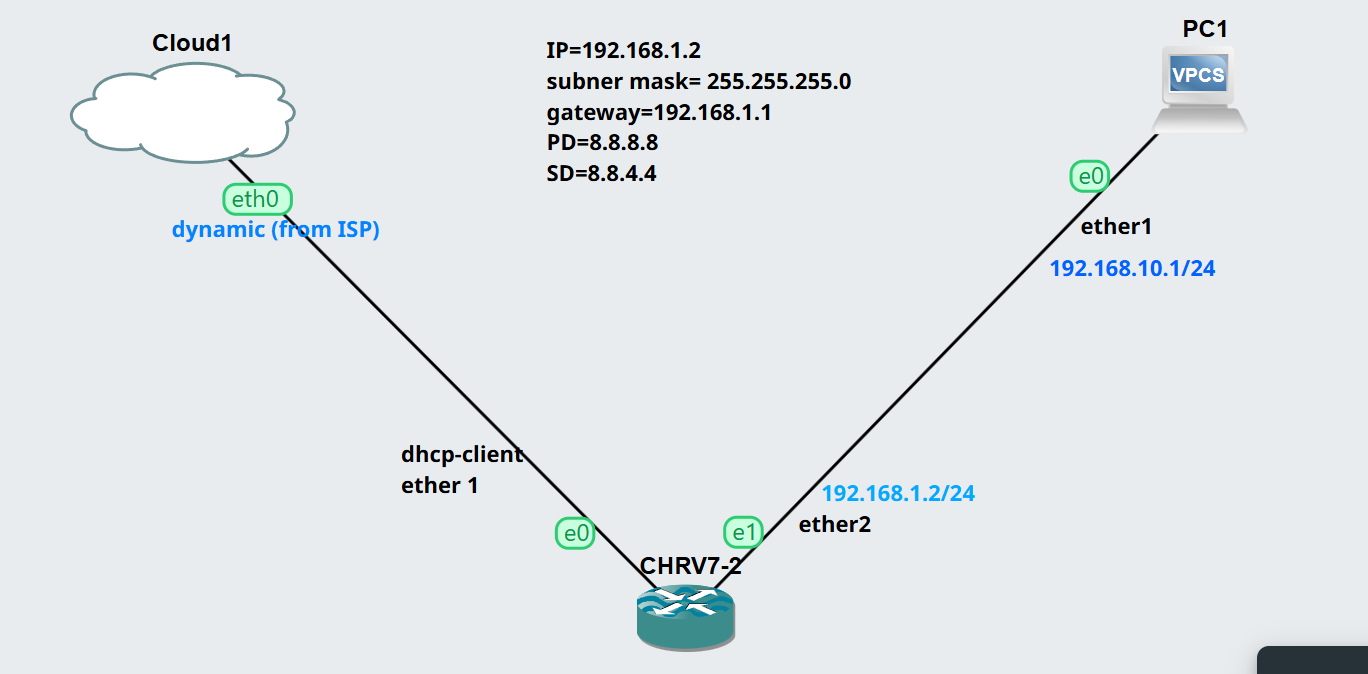 Cloud1
PC1
IP=192.168.1.2
subner mask= 255.255.255.0
gateway=192.168.1.1
PD=8.8.8.8
SD=8.8.4.4
VPCS
eth0
dynamic (from ISP)
e0
ether1
192.168.10.1/24
dhcp-client
ether 1
192.168.1.2/24
ether2
e0
e1
CHRV7-2